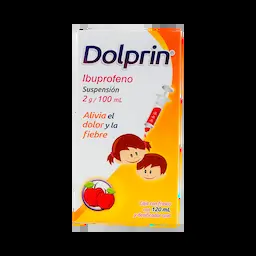 Dolprin®
Ibuprofeno
Suspensión
2 g / 100 mL
Alivia el
dolor y la
fiebre
120 mL